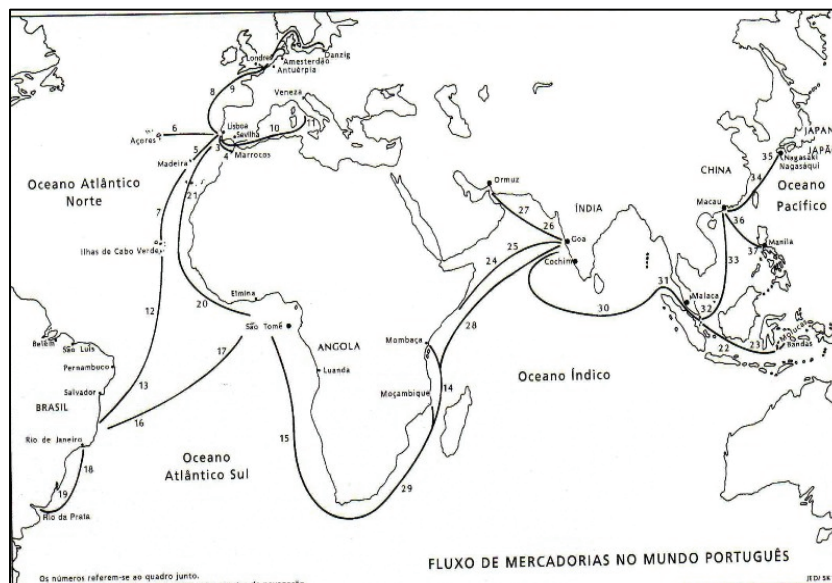 Londres
Amesterdão
Danzig
Antuérpia
8
9
Veneza
6
Lisboa
Sevilha
10
11
Açores
3
5
4
Marrocos
Madeira
21
Oceano Atlântico
Norte
7
Ilhas de Cabo Verde
12
20
Elmina
São Tomé
17
ANGOLA
Luanda
Belém
São Luis
Pernambuco
13
Salvador
BRASIL
16
Rio de Janeiro
18
19
Rio da Prata
Oceano
Atlântico Sul
15
29
Mombaça
14
Moçambique
28
24
25
Ormuz
27
26
ÍNDIA
Goa
Cochim
30
Oceano Índico
31
Malaca
32
22
23
Molucas
Bandas
33
CHINA
Macau
36
37
Manila
34
35
JAPAN
JAPÃO
Nagasaki
Nagasáqui
Oceano
Pacífico
FLUXO DE MERCADORIAS NO MUNDO PORTUGUÊS
Os números referem-se ao quadro junto.